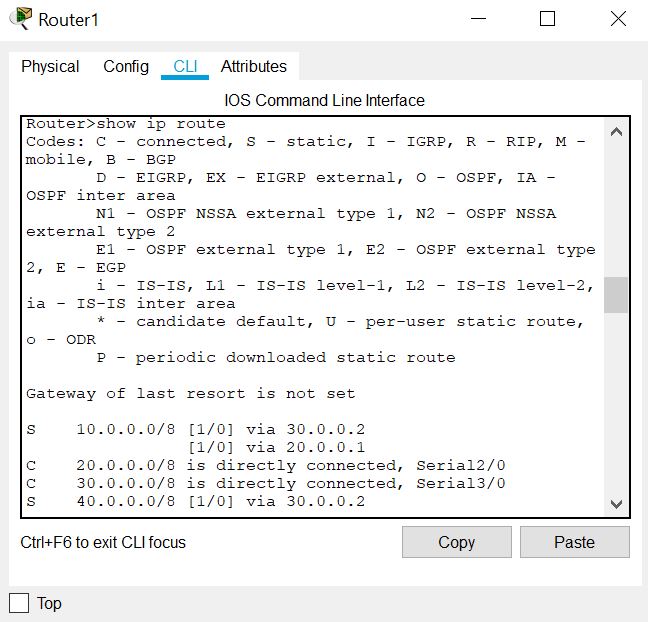 Router1
Physical Config CLI Attributes
IOS Command Line Interface
Router>show ip route
Codes: C - connected, S - static, I - IGRP, R - RIP, M -
mobile, B - BGP
       D - EIGRP, EX - EIGRP external, O - OSPF, IA -
OSPF inter area
       N1 - OSPF NSSA external type 1, N2 - OSPF NSSA
external type 2
       E1 - OSPF external type 1, E2 - OSPF external type
2, E - EGP
       i - IS-IS, L1 - IS-IS level-1, L2 - IS-IS level-2,
ia - IS-IS inter area
       * - candidate default, U - per-user static route,
o - ODR
       P - periodic downloaded static route

Gateway of last resort is not set

S    10.0.0.0/8 [1/0] via 30.0.0.2
                [1/0] via 20.0.0.1
C    20.0.0.0/8 is directly connected, Serial2/0
C    30.0.0.0/8 is directly connected, Serial3/0
S    40.0.0.0/8 [1/0] via 30.0.0.2
Ctrl+F6 to exit CLI focus Copy Paste
Top